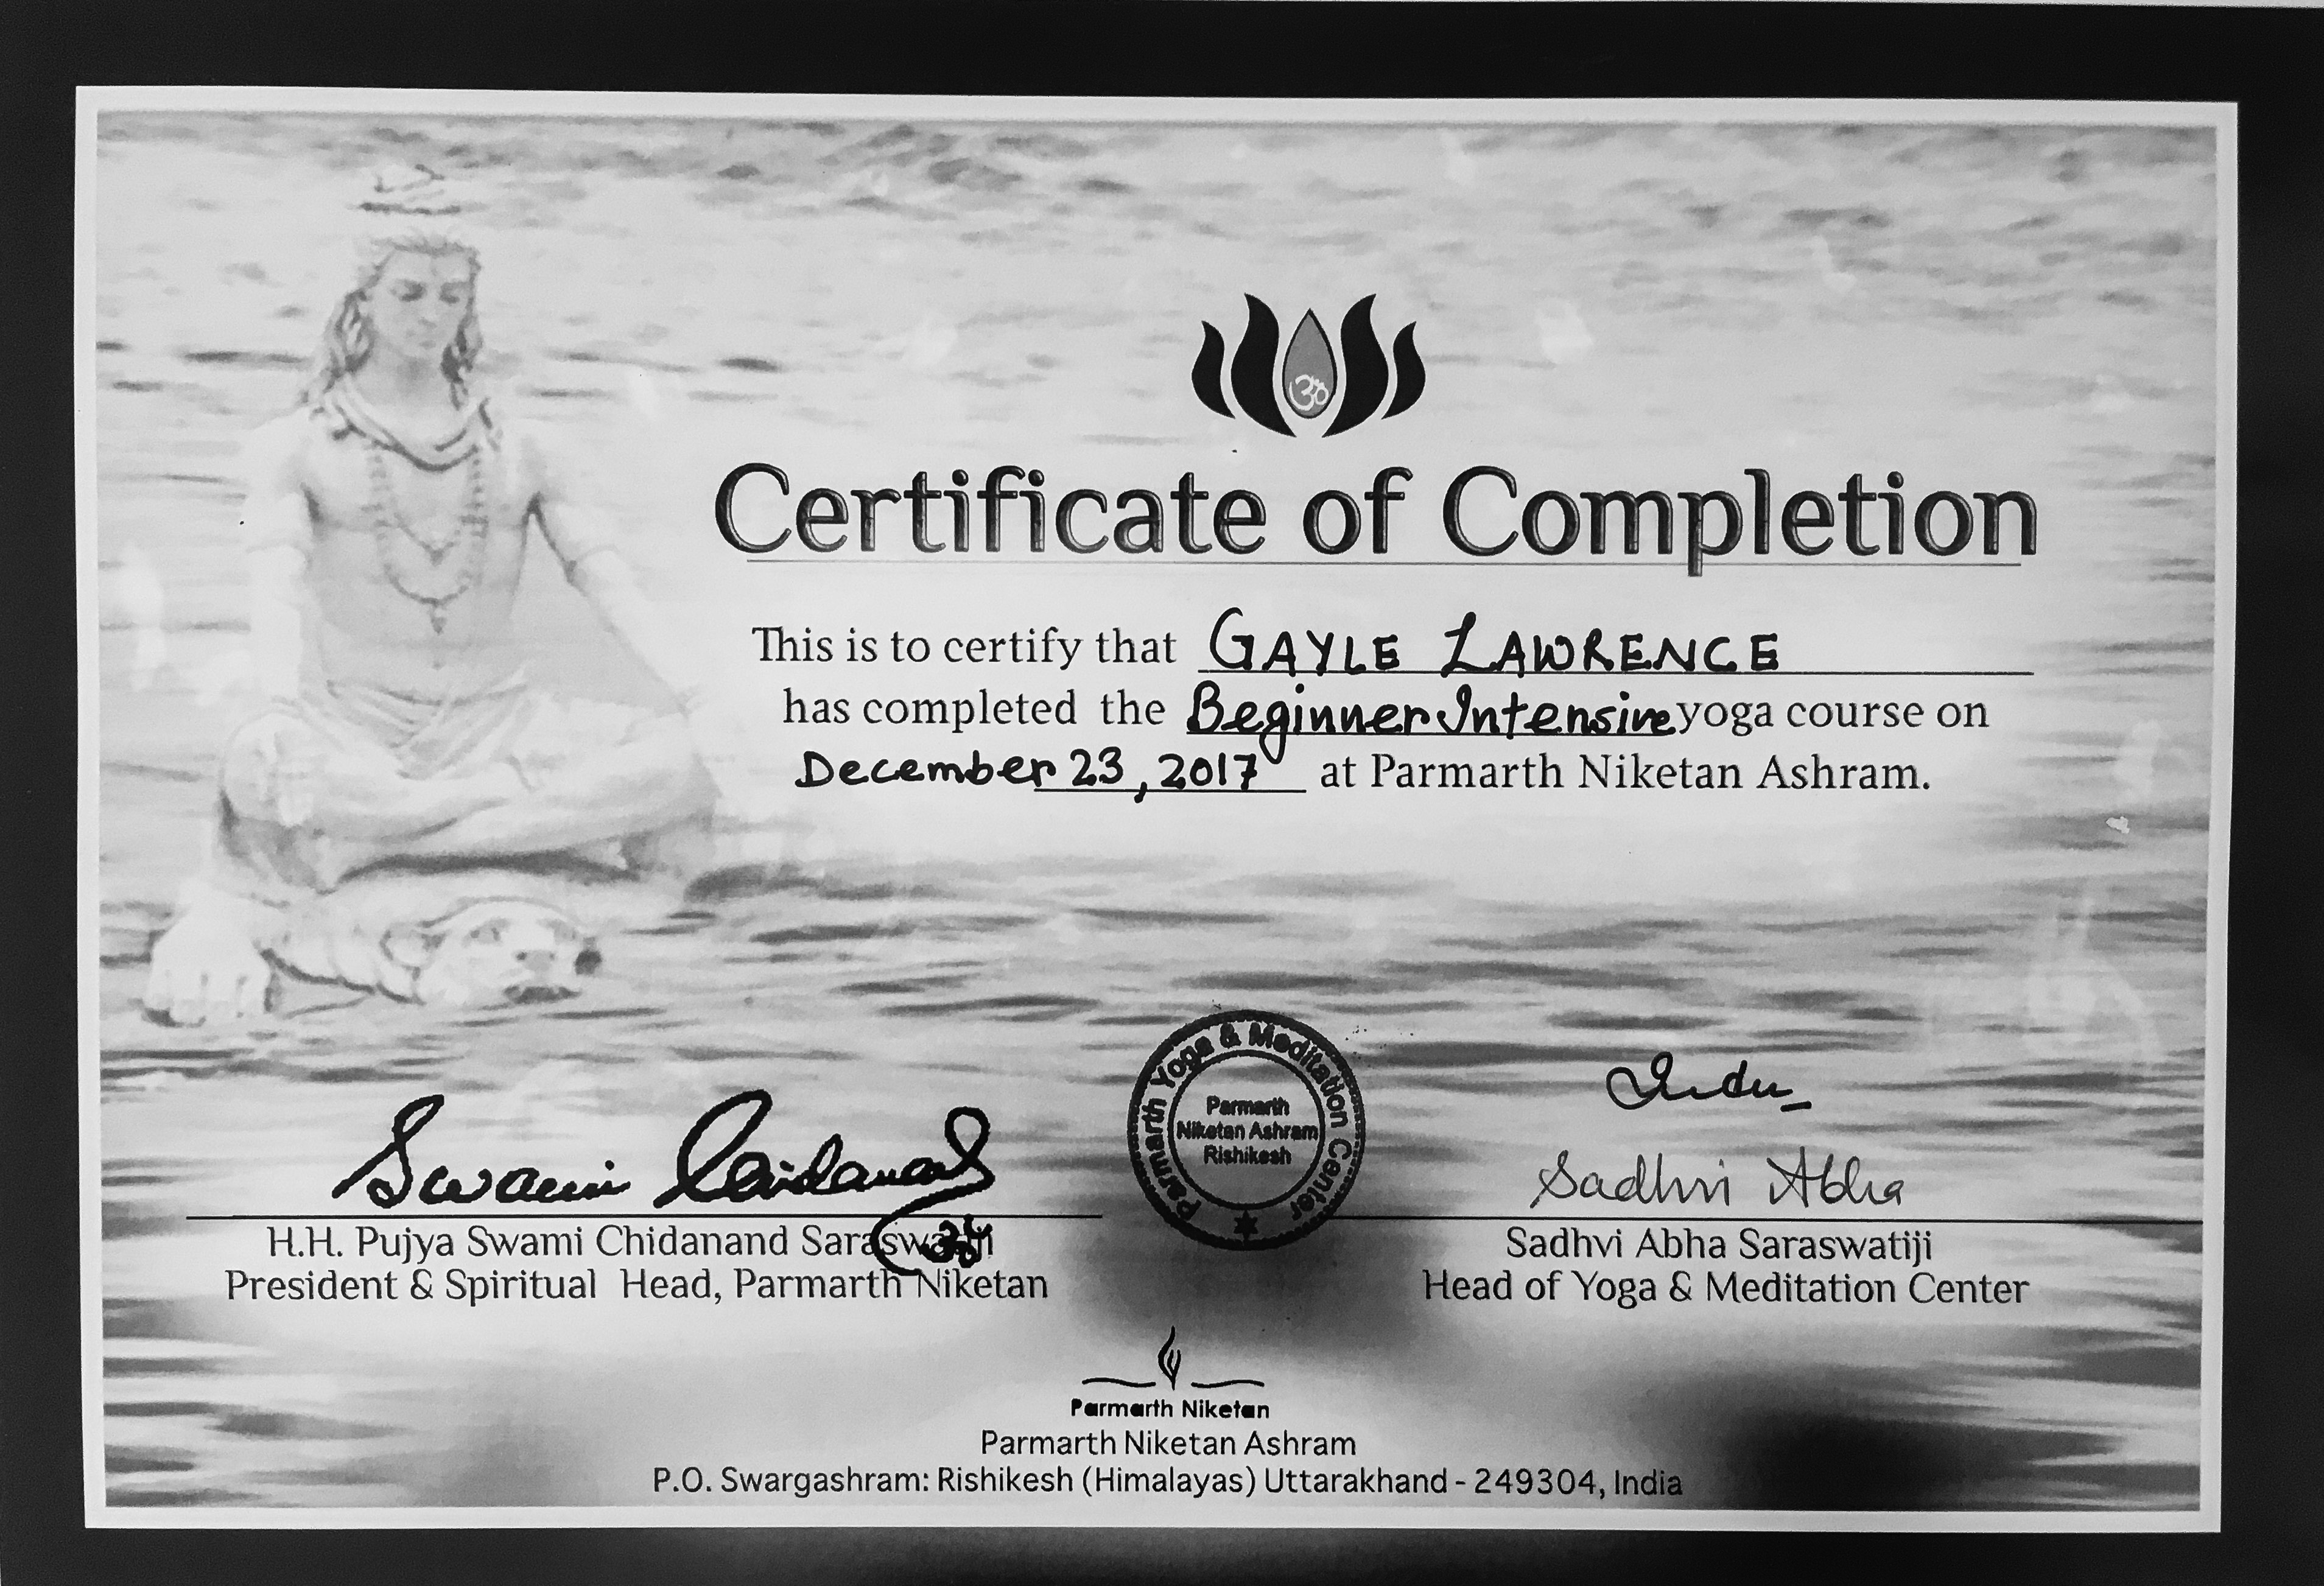 ॐ
Certificate of Completion
This is to certify that GAYLE LAWRENCE
has completed the Beginner Intensive yoga course on
December 23, 2017 at Parmarth Niketan Ashram.
Parmarth Yoga & Meditation Center
Parmarth
Niketan Ashram
Rishikesh
Indu
Swami Chidanand
ॐ
Sadhvi Abha
H.H. Pujya Swami Chidanand Saraswatiji
President & Spiritual Head, Parmarth Niketan
Sadhvi Abha Saraswatiji
Head of Yoga & Meditation Center
Parmarth Niketan
Parmarth Niketan Ashram
P.O. Swargashram: Rishikesh (Himalayas) Uttarakhand - 249304, India